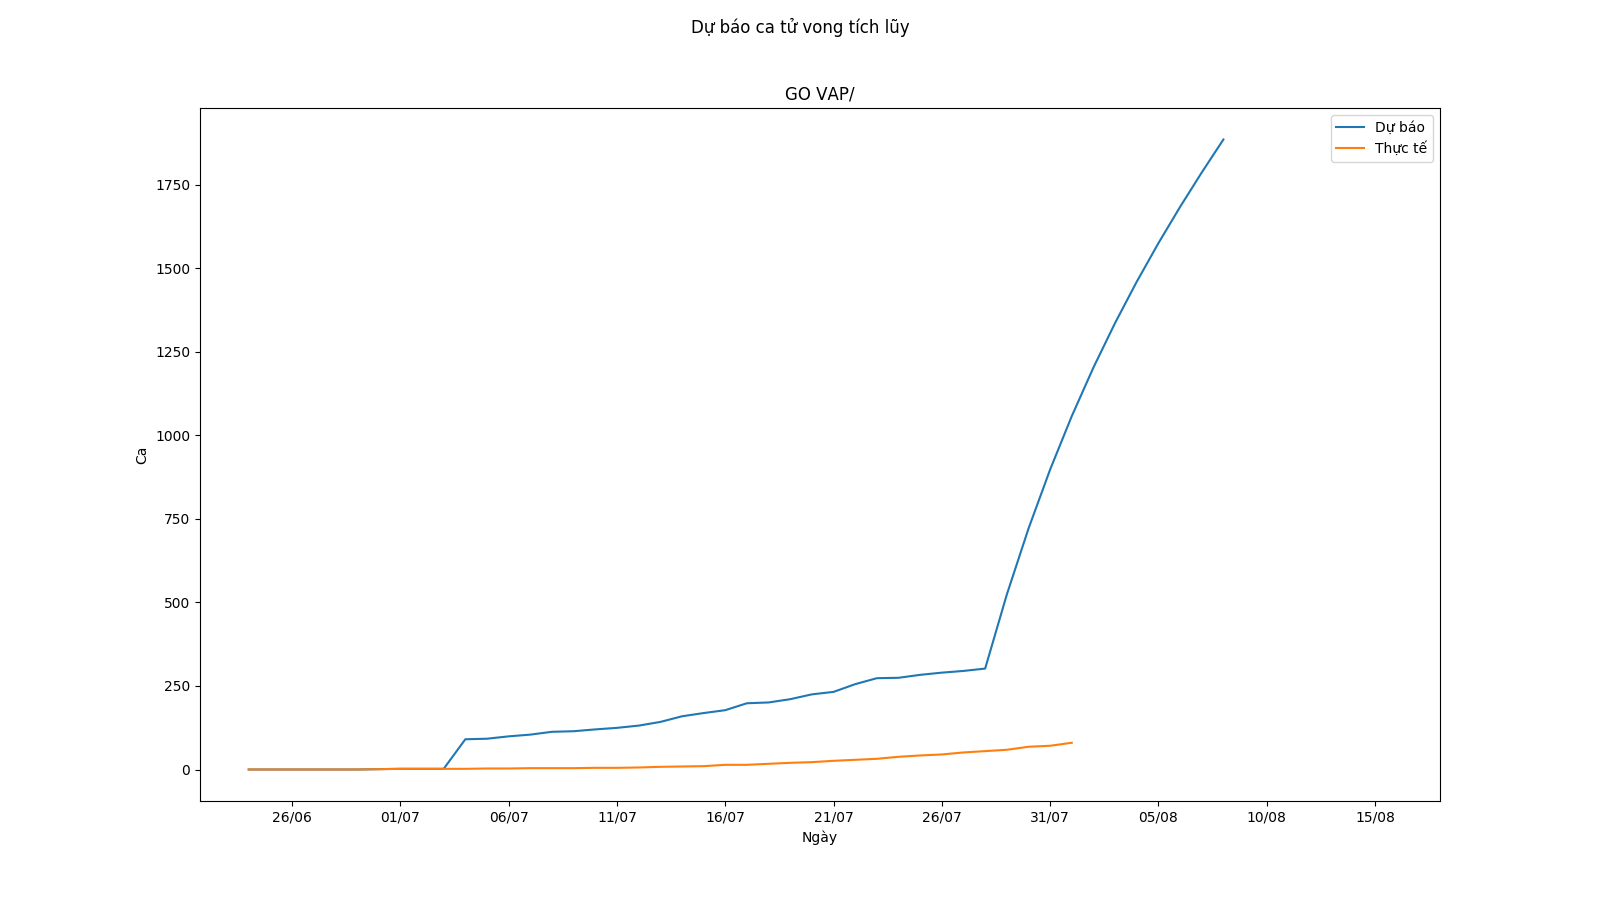 Dự báo ca tử vong tích lũy
GO VAP/
Dự báo
Thực tế
Ca
1750
1500
1250
1000
750
500
250
0
26/06 01/07 06/07 11/07 16/07 21/07 26/07 31/07 05/08 10/08 15/08
Ngày